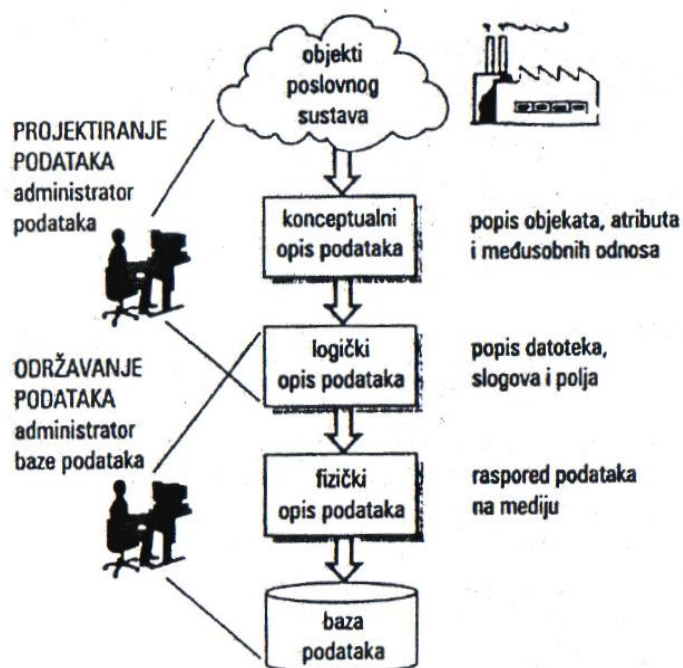 objekti
poslovnog
sustava
PROJEKTIRANJE
PODATAKA
administrator
podataka
konceptualni
opis podataka
popis objekata, atributa
i međusobnih odnosa
logički
opis podataka
popis datoteka,
slogova i polja
ODRŽAVANJE
PODATAKA
administrator
baze podataka
fizički
opis podataka
raspored podataka
na mediju
baza
podataka